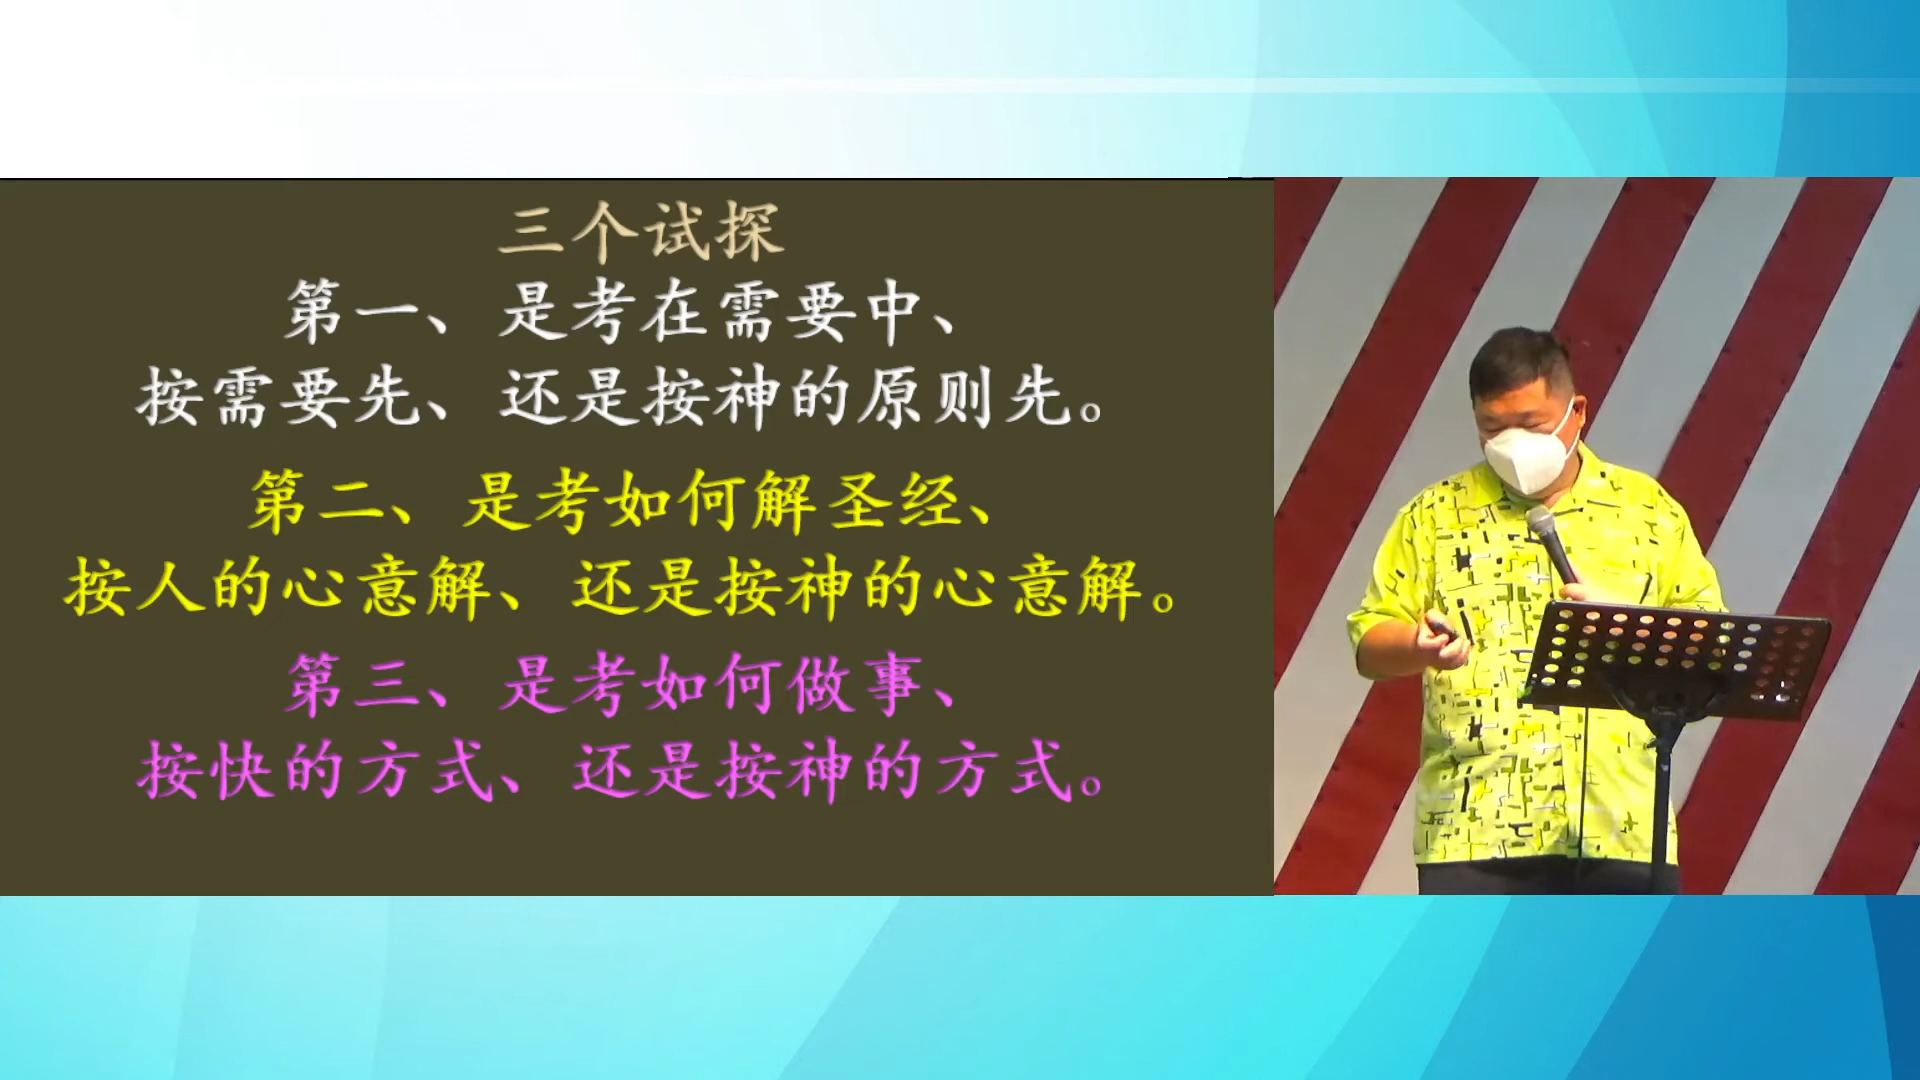 三个试探
第一、是考在需要中、
按需要先、还是按神的原则先。
第二、是考如何解圣经、
按人的心意解、还是按神的心意解。
第三、是考如何做事、
按快的方式、还是按神的方式。